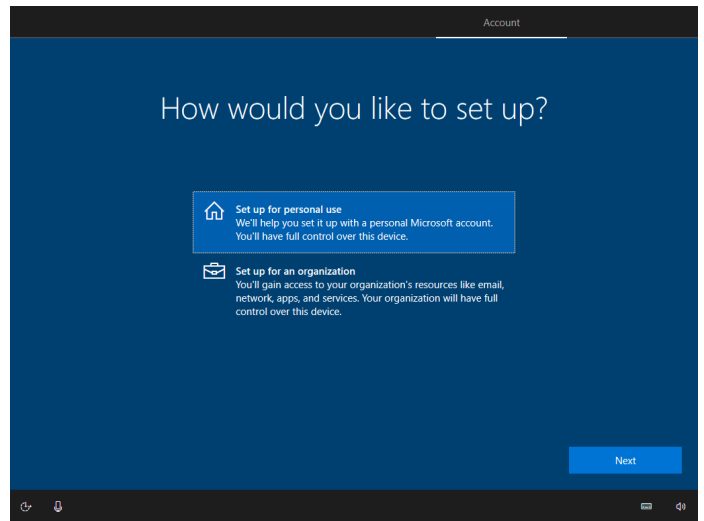 Account
How would you like to set up?
Set up for personal use
We'll help you set it up with a personal Microsoft account.
You'll have full control over this device.
Set up for an organization
You'll gain access to your organization's resources like email,
network, apps, and services. Your organization will have full
control over this device.
Next